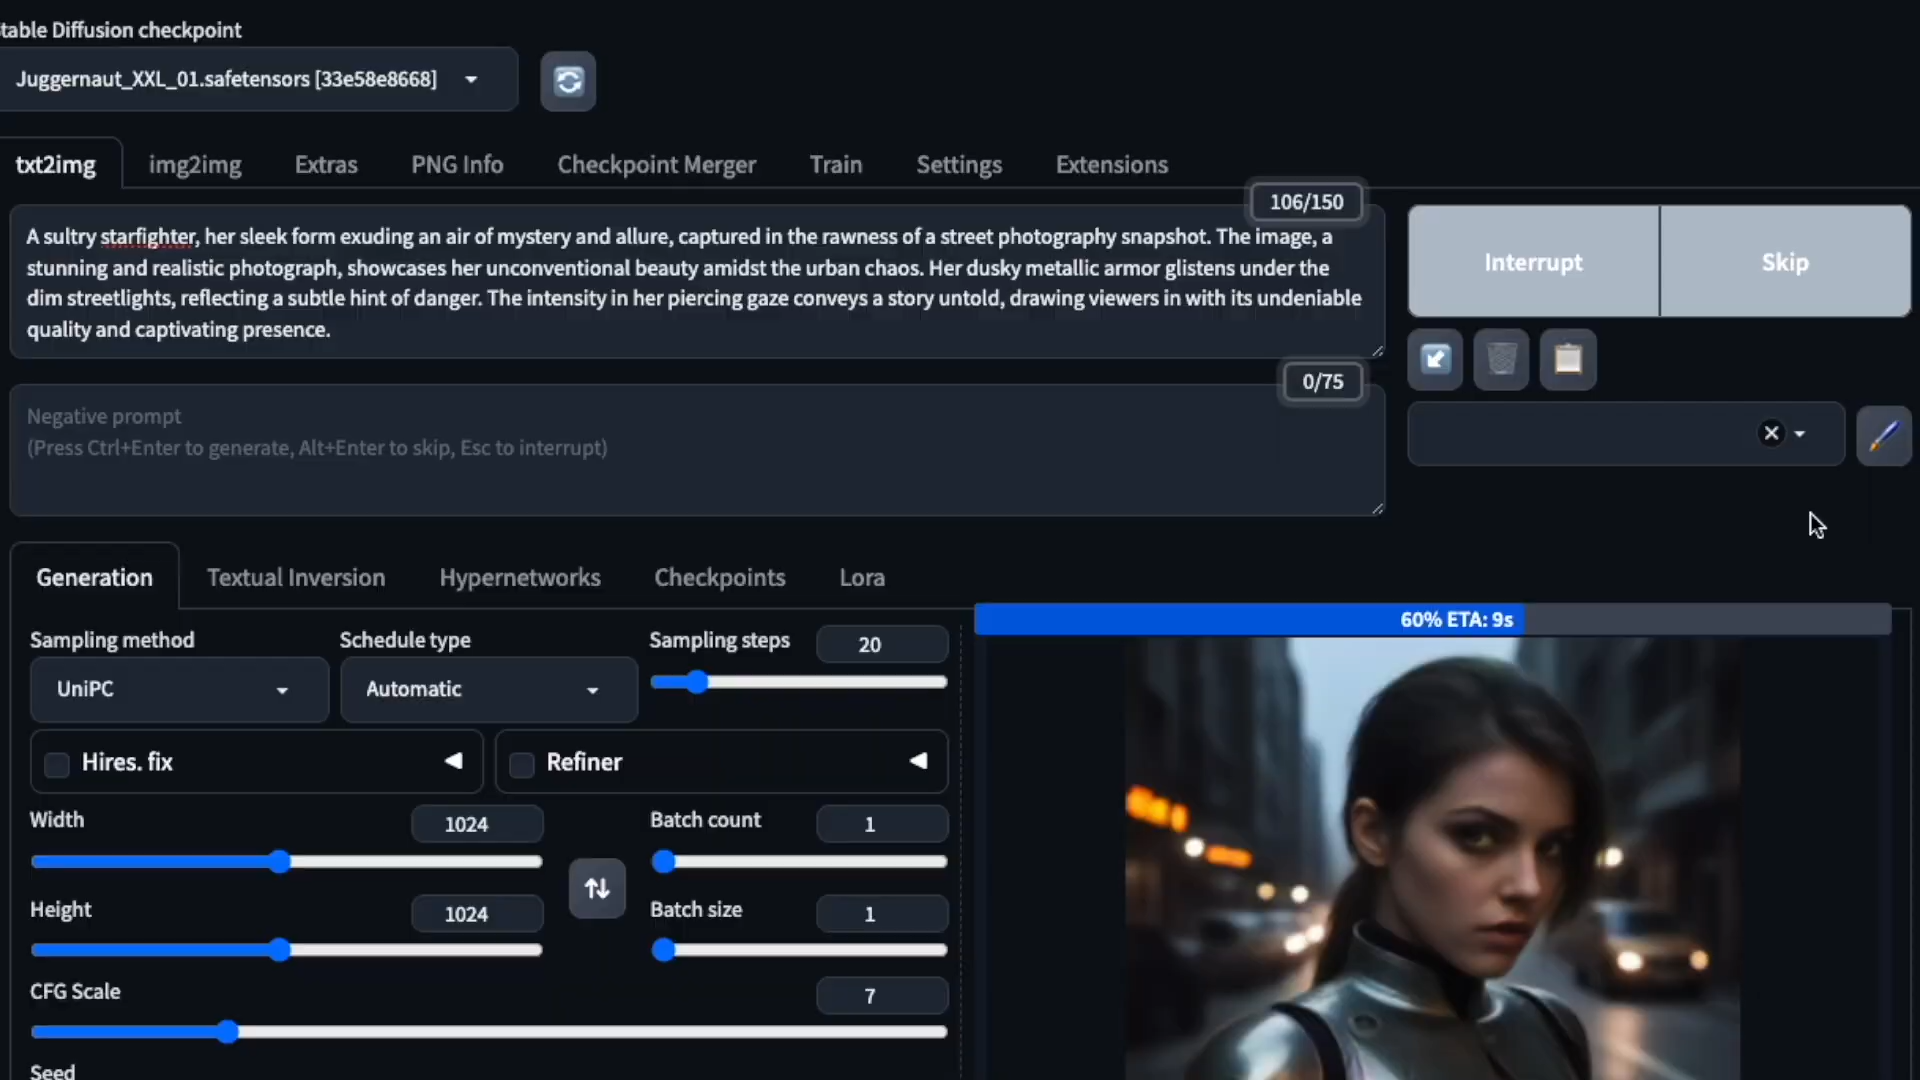 table Diffusion checkpoint
Juggernaut_XXL_01.safetensors [33e58e8668]
txt2img img2img Extras PNG Info Checkpoint Merger Train Settings Extensions
106/150
A sultry starfighter, her sleek form exuding an air of mystery and allure, captured in the rawness of a street photography snapshot. The image, a
stunning and realistic photograph, showcases her unconventional beauty amidst the urban chaos. Her dusky metallic armor glistens under the
dim streetlights, reflecting a subtle hint of danger. The intensity in her piercing gaze conveys a story untold, drawing viewers in with its undeniable
quality and captivating presence.
Interrupt Skip
0/75
Negative prompt
(Press Ctrl+Enter to generate, Alt+Enter to skip, Esc to interrupt)
Generation Textual Inversion Hypernetworks Checkpoints Lora
60% ETA: 9s
Sampling method Schedule type Sampling steps 20
UniPC Automatic
Hires. fix Refiner
Width 1024 Batch count 1
Height 1024 Batch size 1
CFG Scale 7
Seed